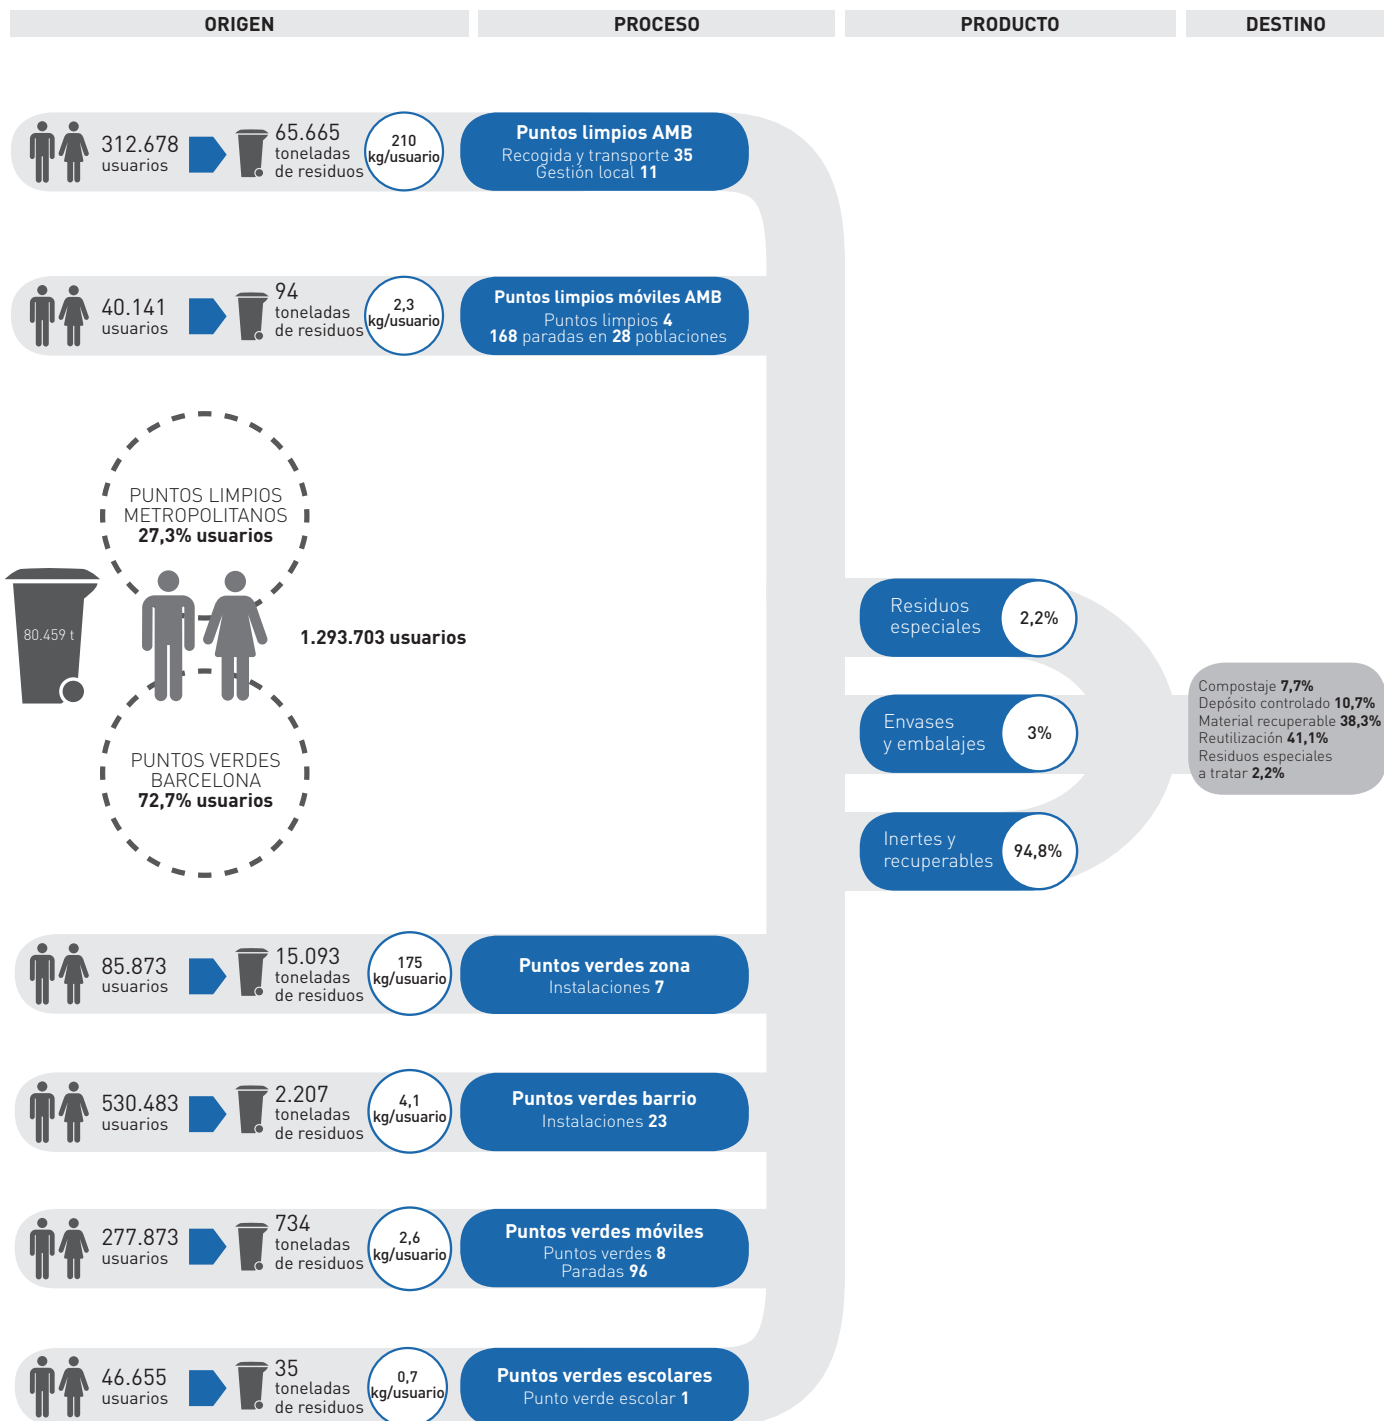 ORIGEN
PROCESO
PRODUCTO
DESTINO
312.678
usuarios
65.665
toneladas
de residuos
210
kg/usuario
Puntos limpios AMB
Recogida y transporte 35
Gestión local 11
40.141
usuarios
94
toneladas
de residuos
2,3
kg/usuario
Puntos limpios móviles AMB
Puntos limpios 4
168 paradas en 28 poblaciones
PUNTOS LIMPIOS
METROPOLITANOS
27,3% usuarios
80.459 t
1.293.703 usuarios
PUNTOS VERDES
BARCELONA
72,7% usuarios
Residuos
especiales
2,2%
Envases
y embalajes
3%
Inertes y
recuperables
94,8%
Compostaje 7,7%
Depósito controlado 10,7%
Material recuperable 38,3%
Reutilización 41,1%
Residuos especiales
a tratar 2,2%
85.873
usuarios
15.093
toneladas
de residuos
175
kg/usuario
Puntos verdes zona
Instalaciones 7
530.483
usuarios
2.207
toneladas
de residuos
4,1
kg/usuario
Puntos verdes barrio
Instalaciones 23
277.873
usuarios
734
toneladas
de residuos
2,6
kg/usuario
Puntos verdes móviles
Puntos verdes 8
Paradas 96
46.655
usuarios
35
toneladas
de residuos
0,7
kg/usuario
Puntos verdes escolares
Punto verde escolar 1